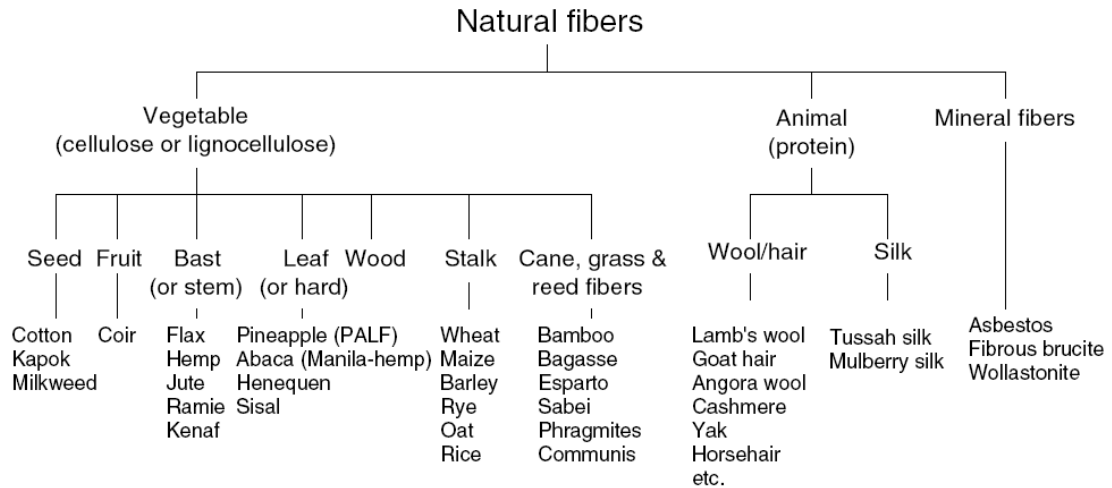 Natural fibers
Vegetable
(cellulose or lignocellulose)
Animal
(protein)
Mineral fibers
Seed
Fruit
Bast
(or stem)
Leaf
(or hard)
Wood
Stalk
Cane, grass &
reed fibers
Wool/hair
Silk
Cotton
Kapok
Milkweed
Coir
Flax
Hemp
Jute
Ramie
Kenaf
Pineapple (PALF)
Abaca (Manila-hemp)
Henequen
Sisal
Wheat
Maize
Barley
Rye
Oat
Rice
Bamboo
Bagasse
Esparto
Sabei
Phragmites
Communis
Lamb's wool
Goat hair
Angora wool
Cashmere
Yak
Horsehair
etc.
Tussah silk
Mulberry silk
Asbestos
Fibrous brucite
Wollastonite